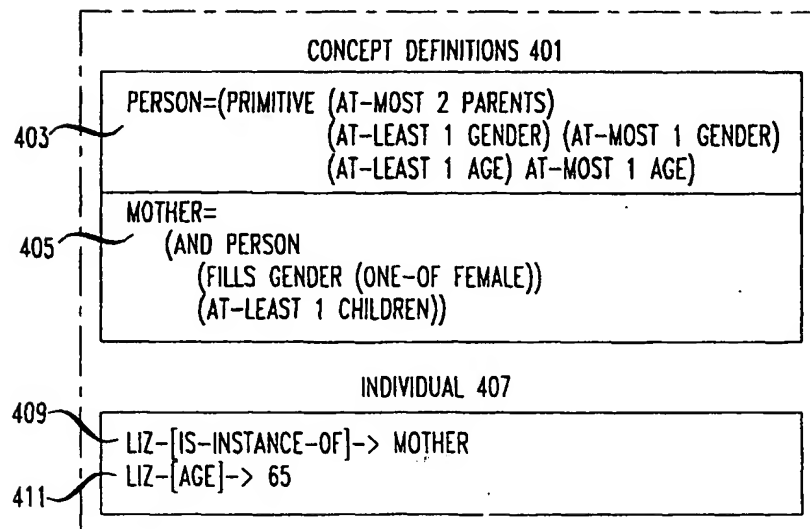 CONCEPT DEFINITIONS 401
403
PERSON=(PRIMITIVE (AT-MOST 2 PARENTS)
(AT-LEAST 1 GENDER) (AT-MOST 1 GENDER)
(AT-LEAST 1 AGE) AT-MOST 1 AGE)
405
MOTHER=
(AND PERSON
(FILLS GENDER (ONE-OF FEMALE))
(AT-LEAST 1 CHILDREN))
INDIVIDUAL 407
409
LIZ-[IS-INSTANCE-OF]-> MOTHER
411
LIZ-[AGE]-> 65